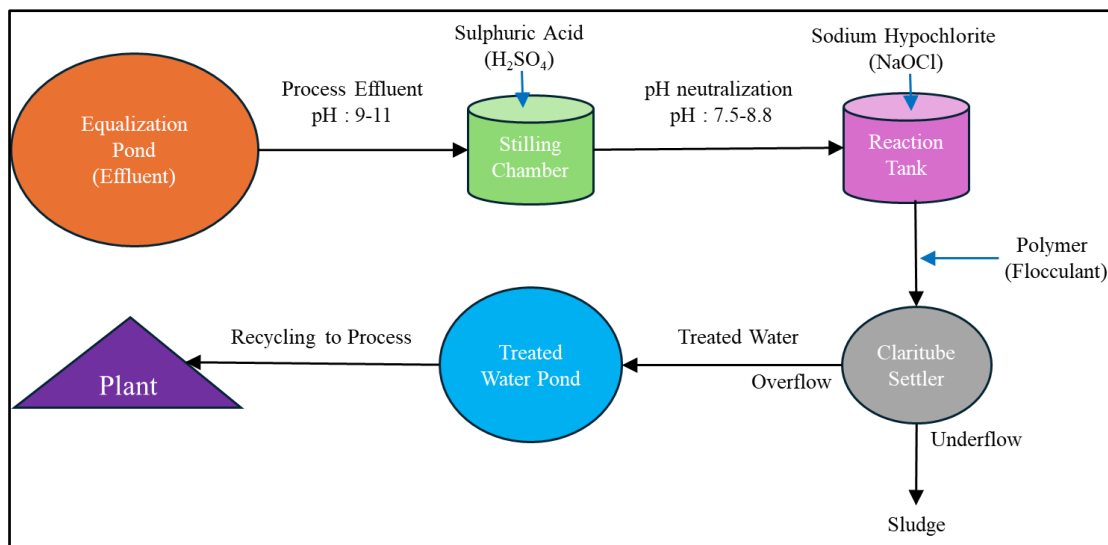 Sulphuric Acid
(H₂SO₄)
Sodium Hypochlorite
(NaOCl)
Process Effluent
pH : 9-11
pH neutralization
pH : 7.5-8.8
Equalization
Pond
(Effluent)
Stilling
Chamber
Reaction
Tank
Polymer
(Flocculant)
Recycling to Process
Treated Water
Plant
Treated
Water Pond
Overflow
Claritube
Settler
Underflow
Sludge